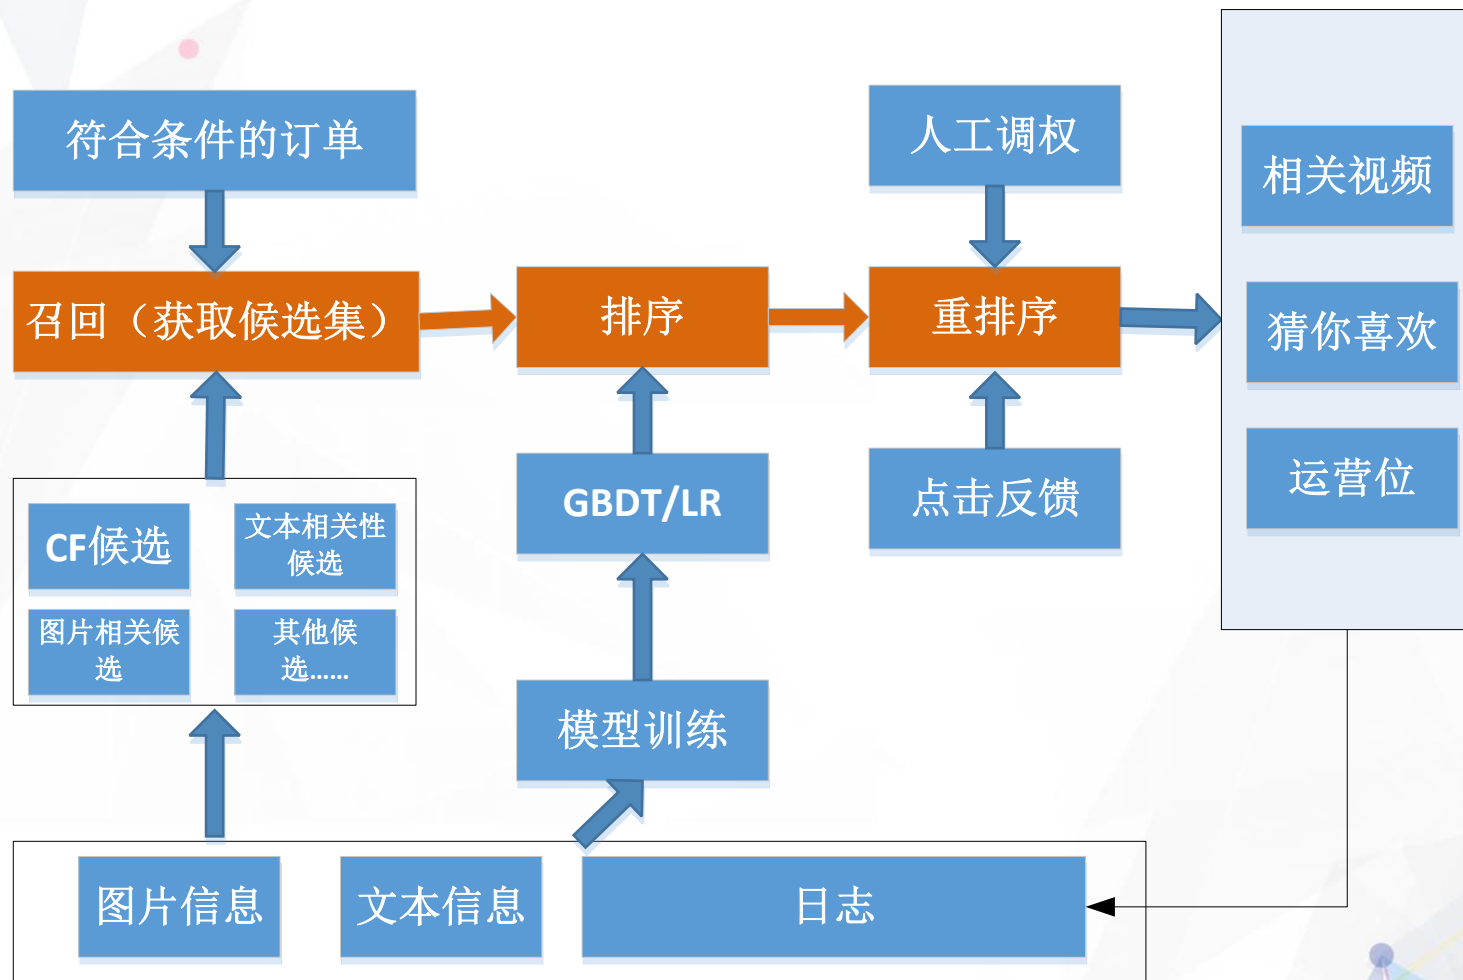 符合条件的订单
人工调权
相关视频
召回（获取候选集）
排序
重排序
猜你喜欢
CF候选
文本相关性
候选
GBDT/LR
点击反馈
运营位
图片相关候
选
其他候
选......
模型训练
图片信息
文本信息
日志